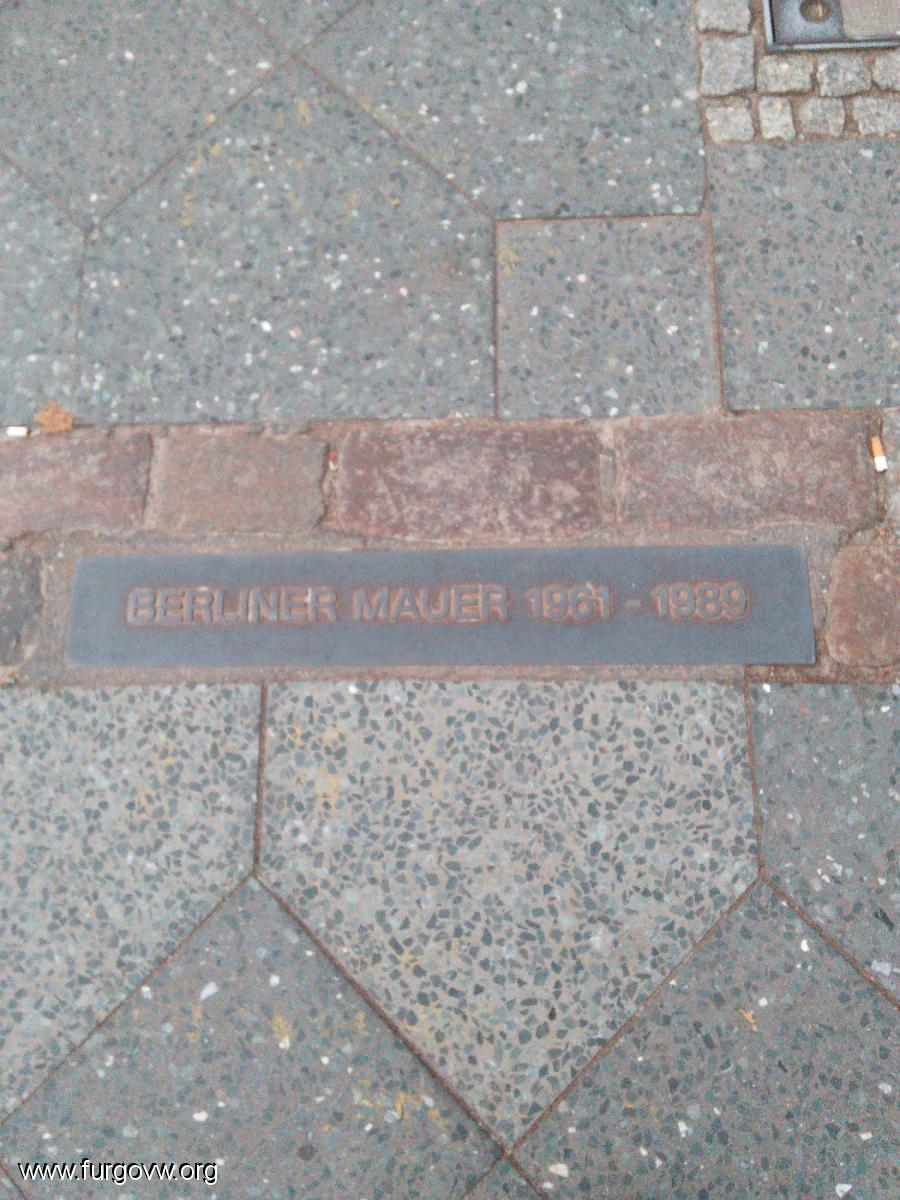 BERLINER MAUER 1961 - 1989
www.furgovw.org